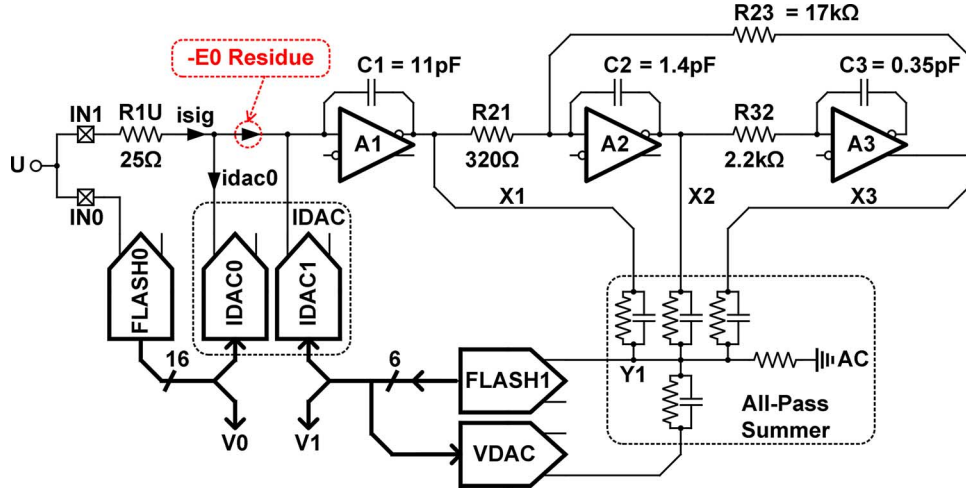 R23 = 17kΩ
-E0 Residue
C1 = 11pF
C2 = 1.4pF
C3 = 0.35pF
IN1
R1U
isig
R21
R32
A1
A2
A3
U
25Ω
320Ω
2.2kΩ
idac0
IN0
X1
X2
X3
IDAC
FLASH0
IDAC0
IDAC1
16
6
FLASH1
Y1
AC
V0
V1
VDAC
All-Pass
Summer